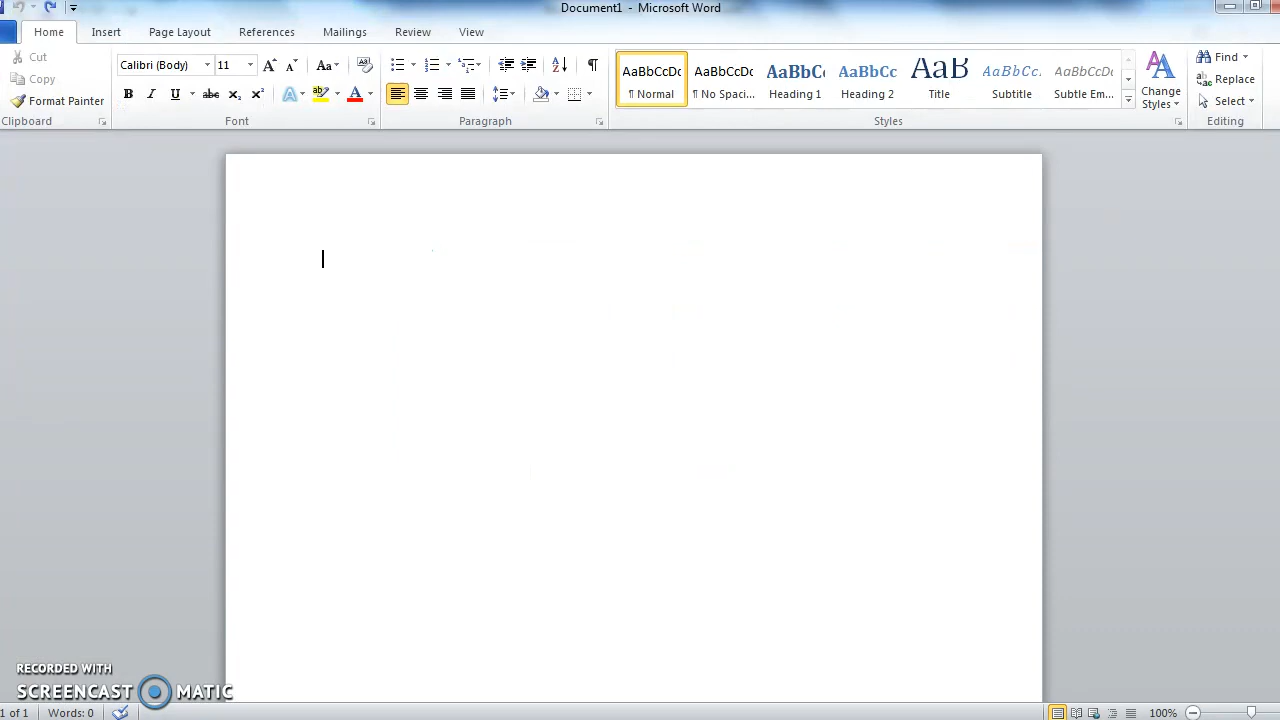 Document1 - Microsoft Word
Home Insert Page Layout References Mailings Review View
Cut
Copy
Format Painter
Clipboard
Calibri (Body) 11
Font
Paragraph
AaBbCcDc AaBbCcDc AaBbCc AaBbCc AaB AaBbCc. AaBbCcDc
¶ Normal ¶ No Spaci... Heading 1 Heading 2 Title Subtitle Subtle Em...
Change
Styles
Styles
Find
Replace
Select
Editing
RECORDED WITH
SCREENCAST MATIC
1 of 1 Words: 0 100%